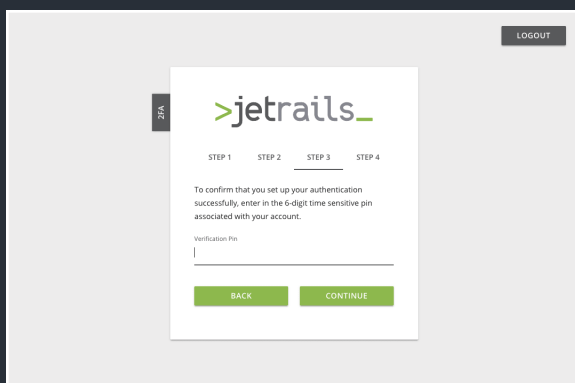 LOGOUT
2FA
>jetrails_
STEP 1 STEP 2 STEP 3 STEP 4
To confirm that you set up your authentication
successfully, enter in the 6-digit time sensitive pin
associated with your account.
Verification Pin
BACK CONTINUE